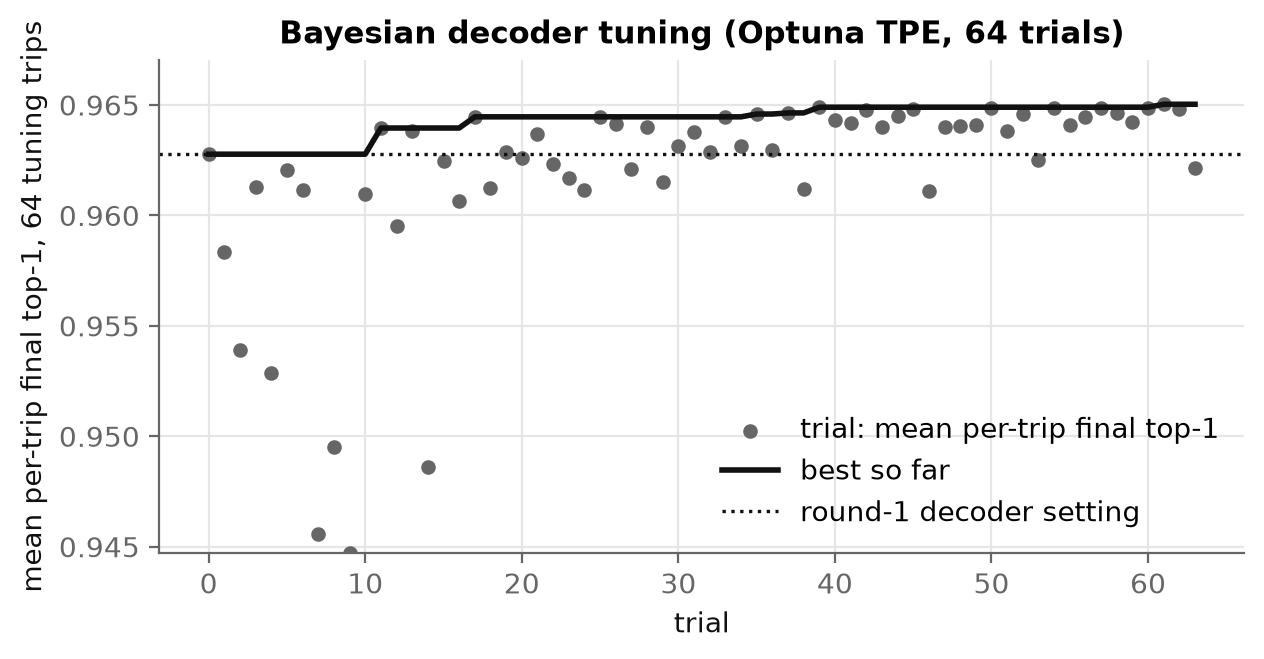 Bayesian decoder tuning (Optuna TPE, 64 trials)
mean per-trip final top-1, 64 tuning trips
0.965
0.960
0.955
0.950
0.945
trial: mean per-trip final top-1
best so far
round-1 decoder setting
0 10 20 30 40 50 60
trial